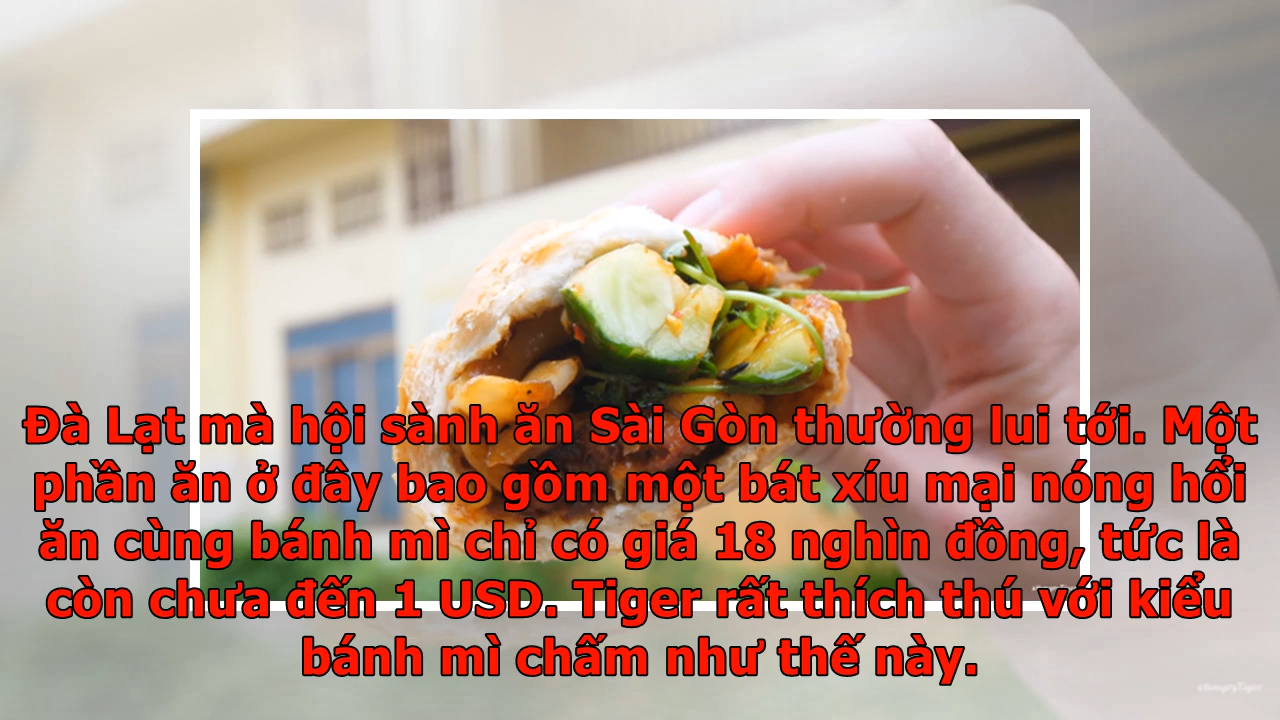 Đà Lạt mà hội sành ăn Sài Gòn thường lui tới. Một
phần ăn ở đây bao gồm một bát xíu mại nóng hổi
ăn cùng bánh mì chỉ có giá 18 nghìn đồng, tức là
còn chưa đến 1 USD. Tiger rất thích thú với kiểu
bánh mì chấm như thế này.